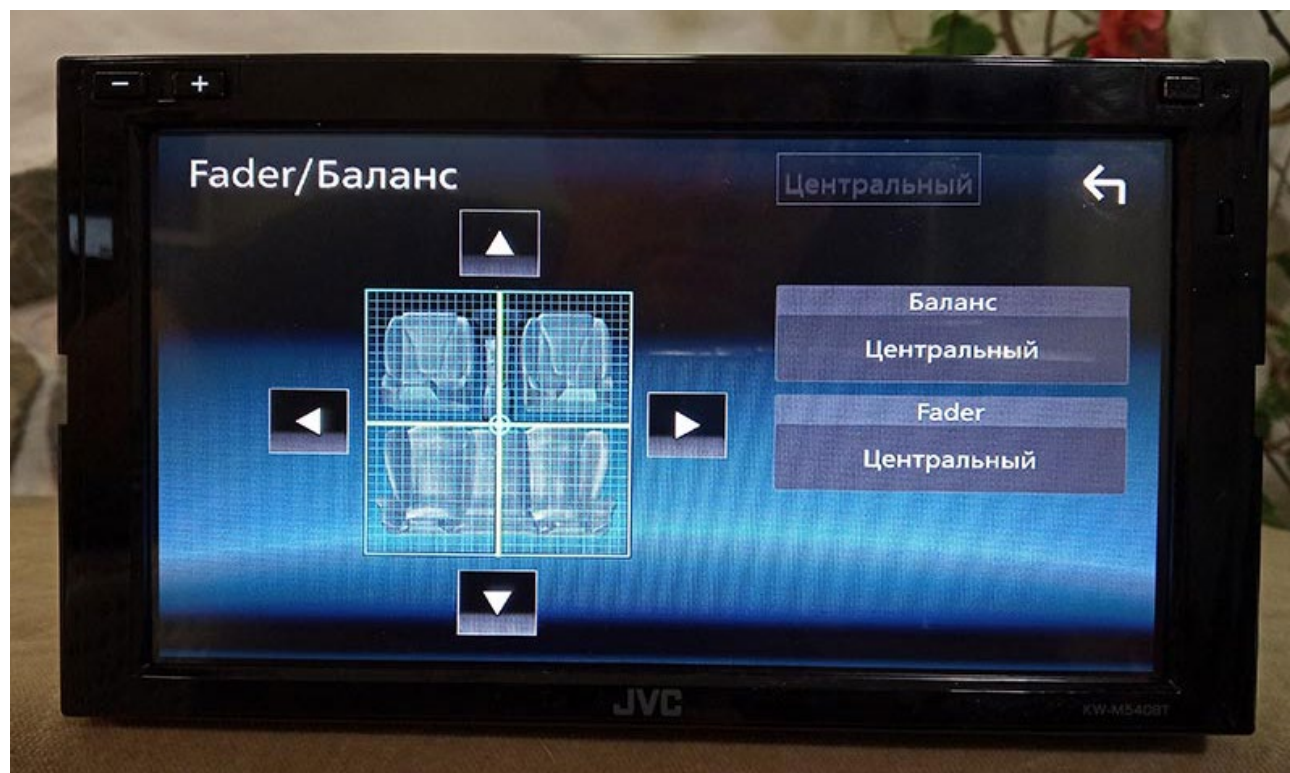 − +
Fader/Баланс
Центральный
Баланс
Центральный
Fader
Центральный
JVC
KW-M540BT